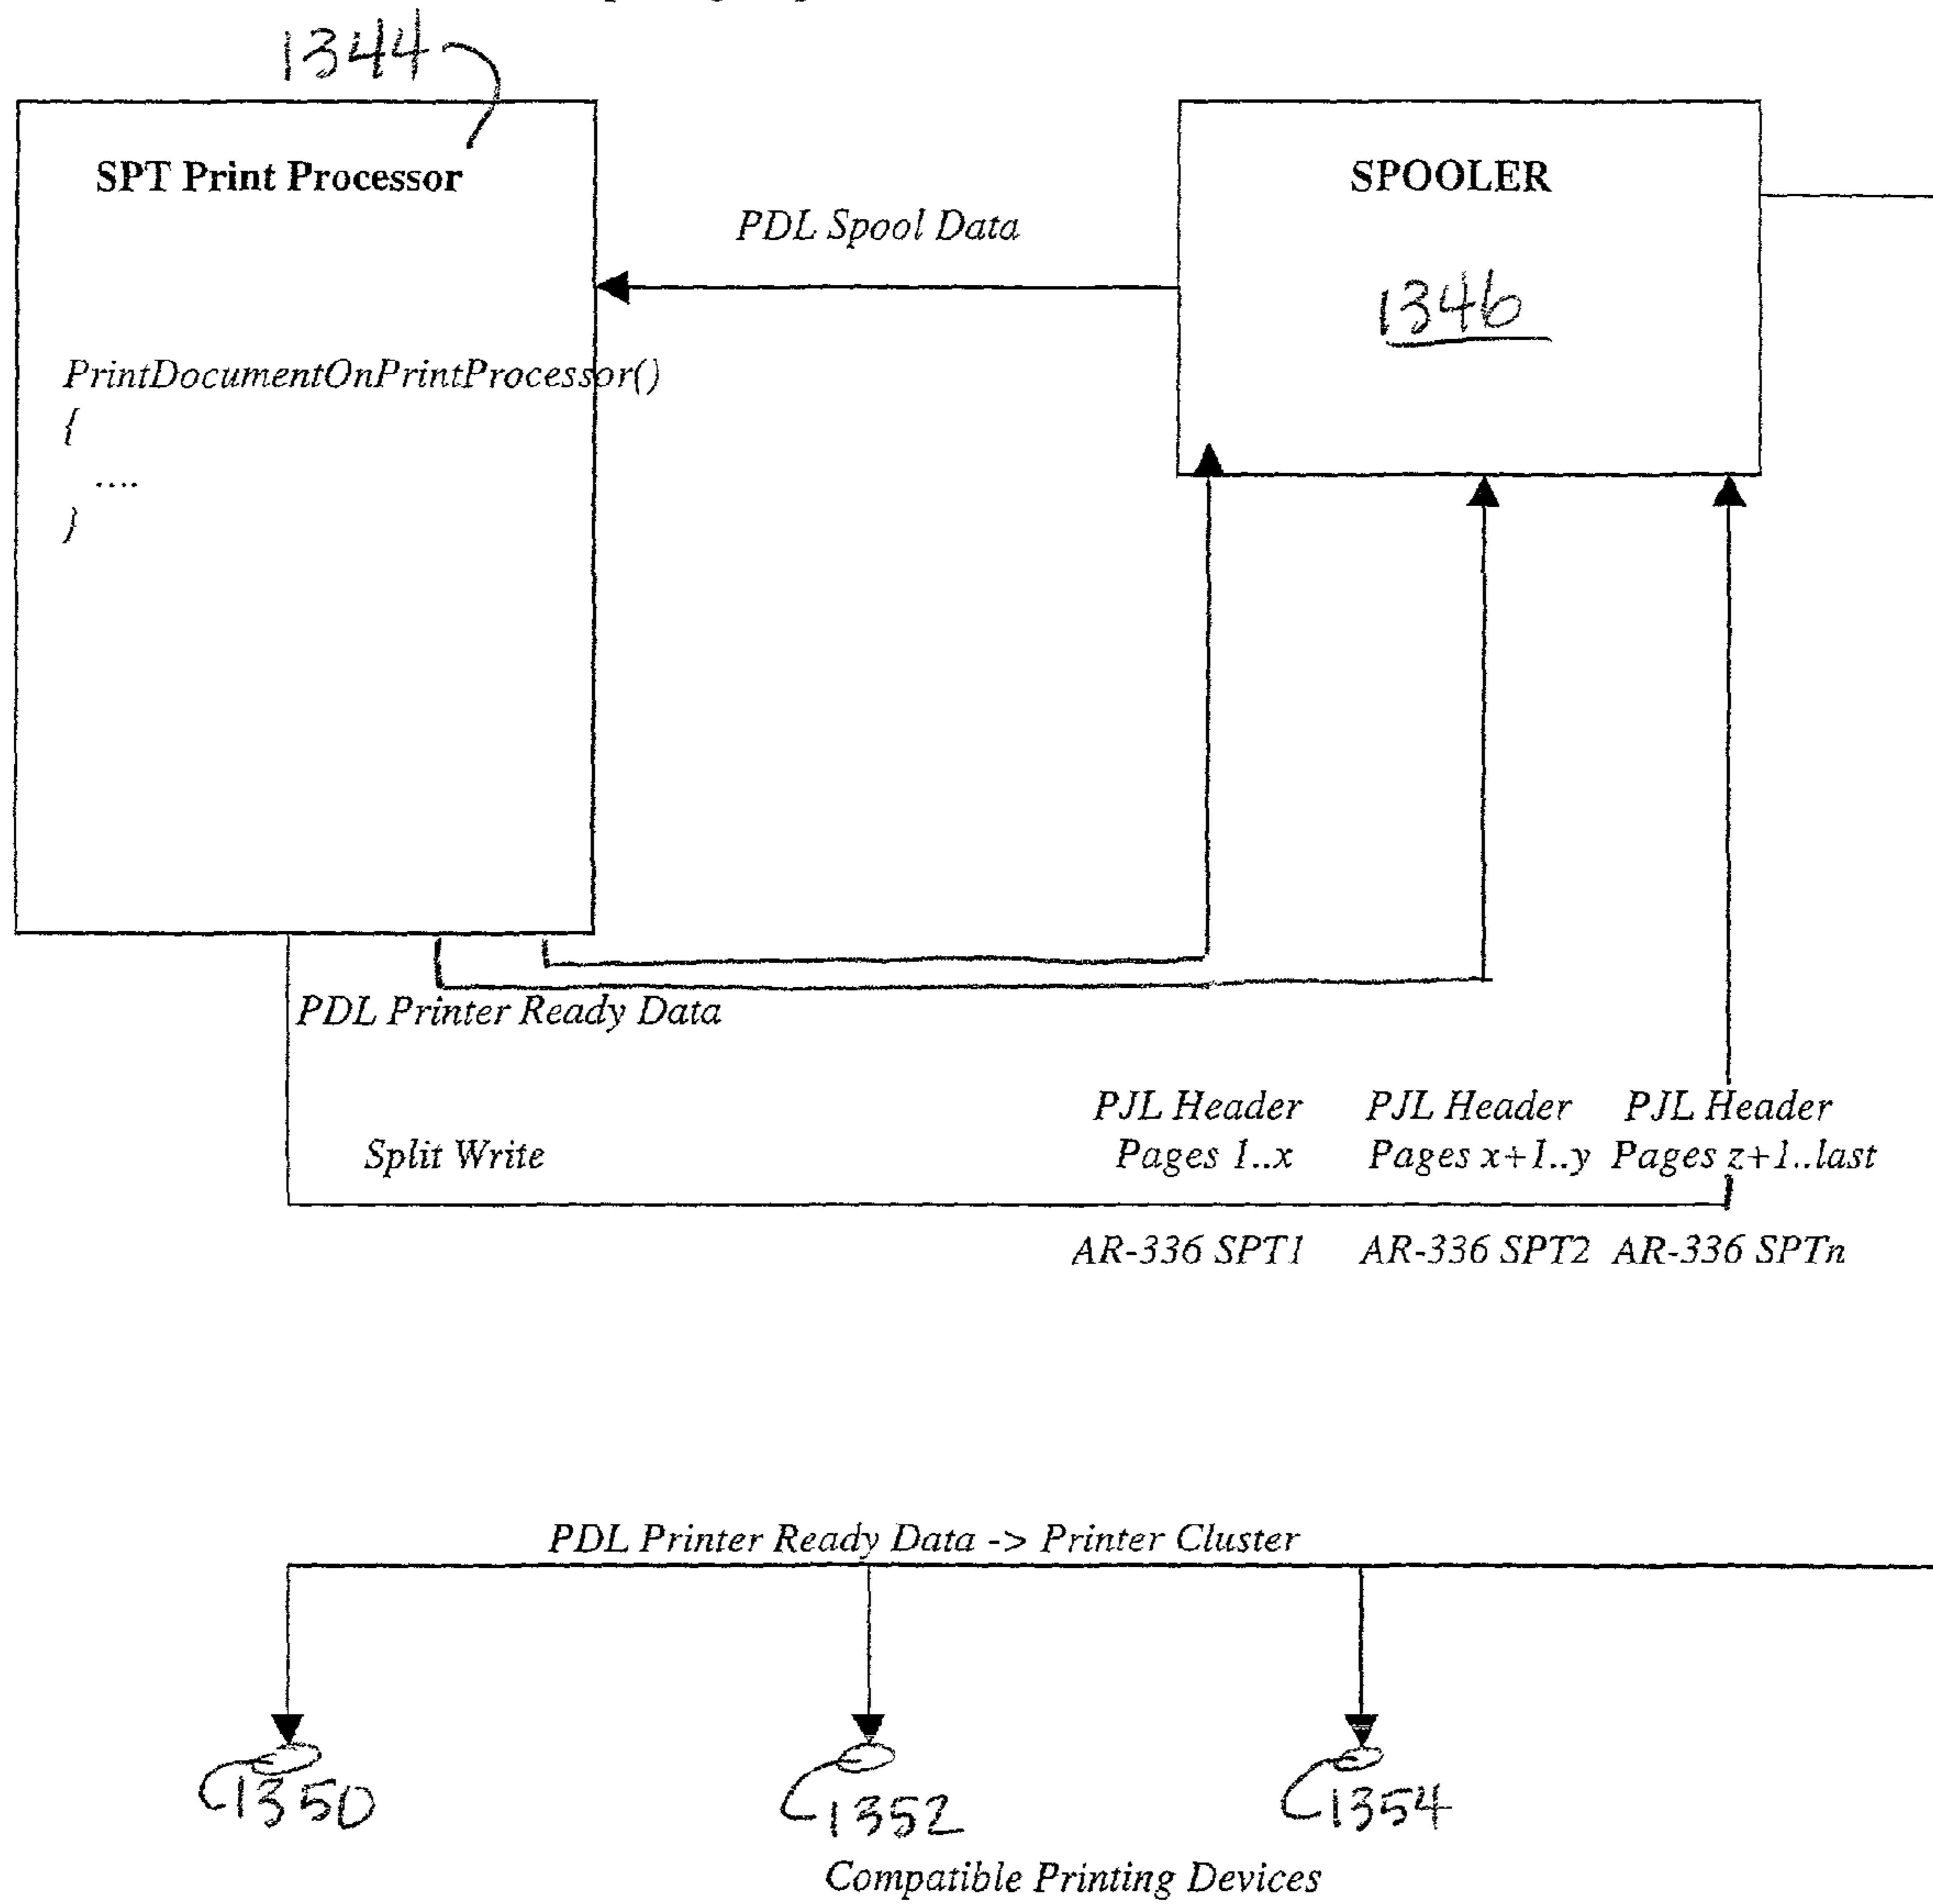 1344
SPT Print Processor
SPOOLER
PDL Spool Data
1346
PrintDocumentOnPrintProcessor()
{
....
}
PDL Printer Ready Data
PJL Header PJL Header PJL Header
Split Write Pages 1..x Pages x+1..y Pages z+1..last
AR-336 SPT1 AR-336 SPT2 AR-336 SPTn
PDL Printer Ready Data -> Printer Cluster
1350 1352 1354
Compatible Printing Devices